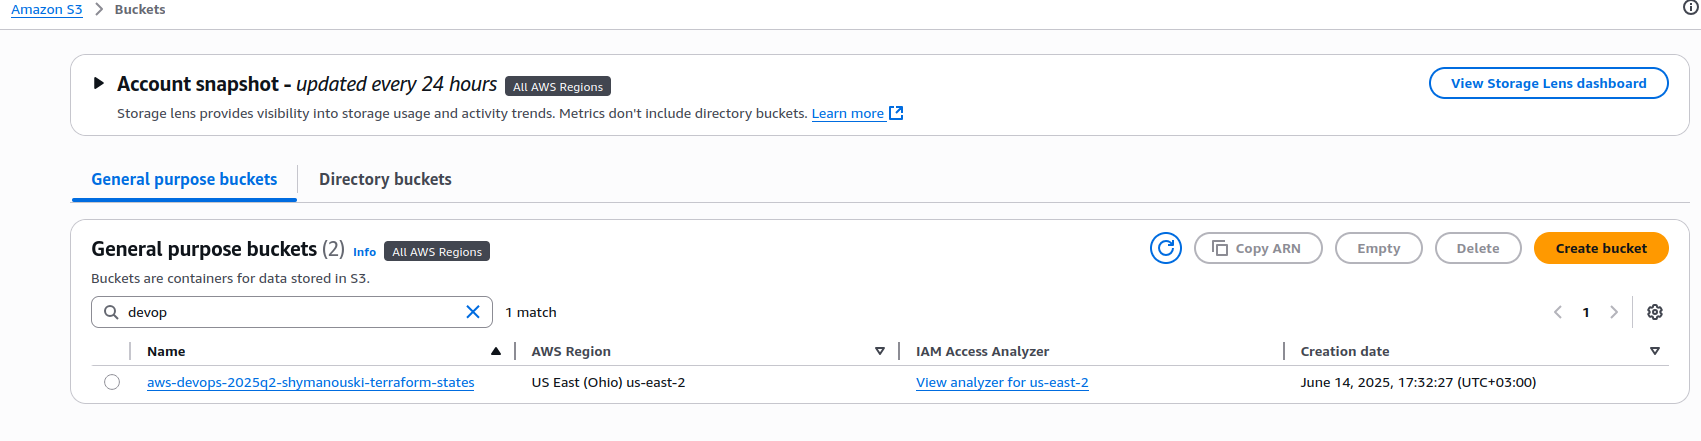 Amazon S3 > Buckets
Account snapshot - updated every 24 hours All AWS Regions View Storage Lens dashboard
Storage lens provides visibility into storage usage and activity trends. Metrics don't include directory buckets. Learn more
General purpose buckets Directory buckets
General purpose buckets (2) Info All AWS Regions Copy ARN Empty Delete Create bucket
Buckets are containers for data stored in S3.
devop 1 match 1
Name AWS Region IAM Access Analyzer Creation date
aws-devops-2025q2-shymanouski-terraform-states US East (Ohio) us-east-2 View analyzer for us-east-2 June 14, 2025, 17:32:27 (UTC+03:00)